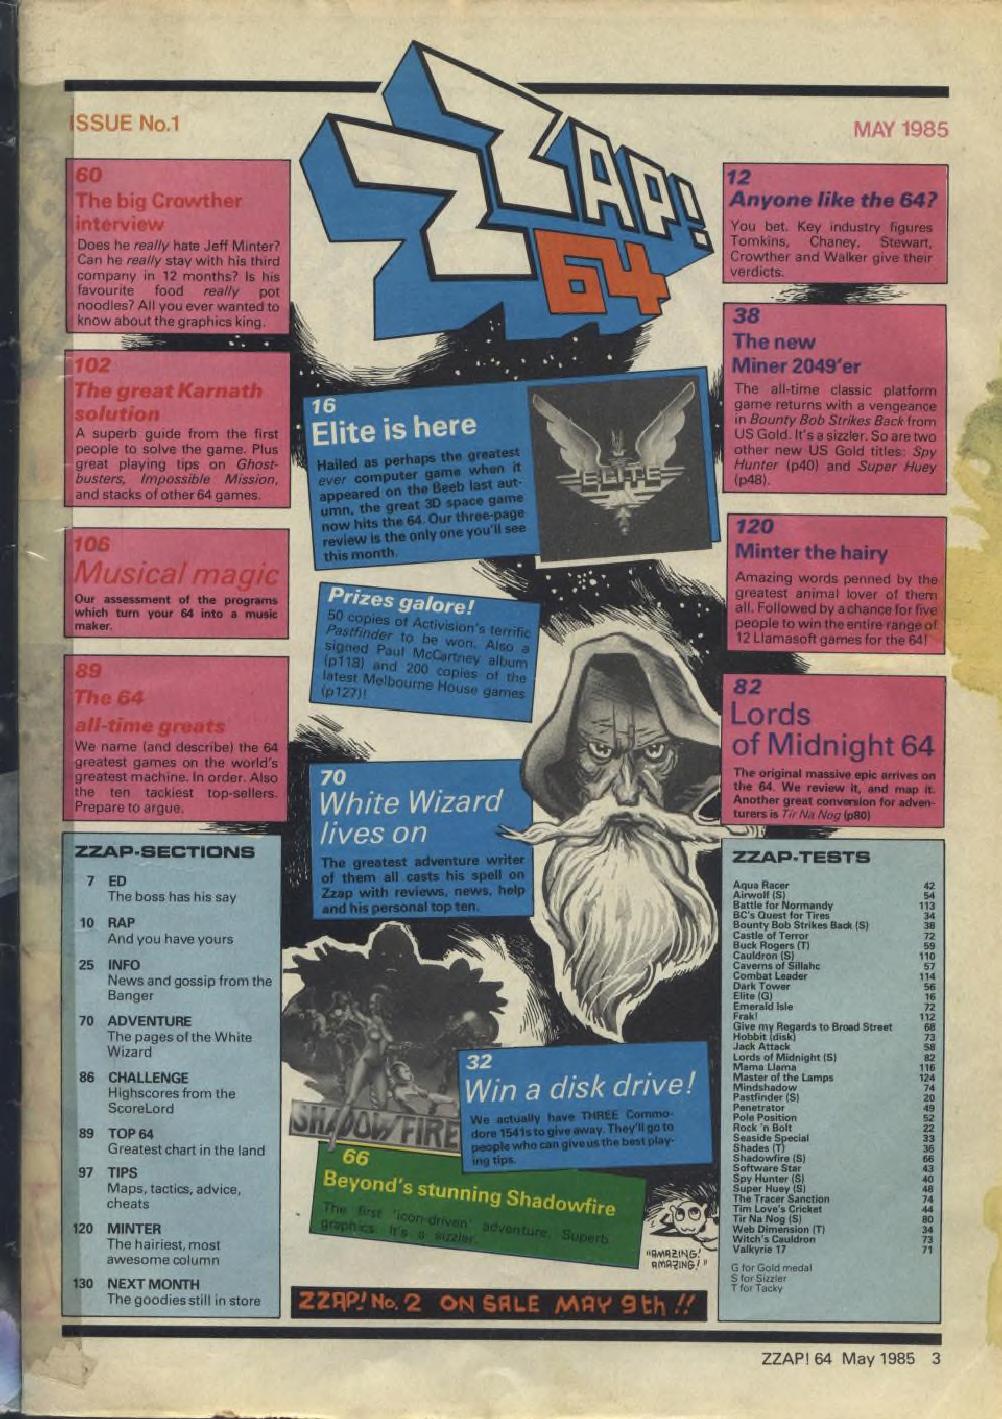 ISSUE No.1
MAY 1985
ZZAP!
64
60
The big Crowther
interview
Does he really hate Jeff Minter?
Can he really stay with his third
company in 12 months? Is his
favourite food really pot
noodles? All you ever wanted to
know about the graphics king.
102
The great Karnath
solution
A superb guide from the first
people to solve the game. Plus
great playing tips on Ghost-
busters, Impossible Mission,
and stacks of other 64 games.
106
Musical magic
Our assessment of the programs
which turn your 64 into a music
maker.
89
The 64
all-time greats
We name (and describe) the 64
greatest games on the world's
greatest machine. In order. Also
the ten tackiest top-sellers.
Prepare to argue.
ZZAP-SECTIONS
7 ED
The boss has his say
10 RAP
And you have yours
25 INFO
News and gossip from the
Banger
70 ADVENTURE
The pages of the White
Wizard
86 CHALLENGE
Highscores from the
ScoreLord
89 TOP 64
Greatest chart in the land
97 TIPS
Maps, tactics, advice,
cheats
120 MINTER
The hairiest, most
awesome column
130 NEXT MONTH
The goodies still in store
16
Elite is here
Hailed as perhaps the greatest
ever computer game when it
appeared on the Beeb last aut-
umn, the great 3D space game
now hits the 64. Our three-page
review is the only one you'll see
this month.
ELITE
Prizes galore!
50 copies of Activision's terrific
Pastfinder to be won. Also a
signed Paul McCartney album
(p118) and 200 copies of the
latest Melbourne House games
(p127)!
70
White Wizard
lives on
The greatest adventure writer
of them all casts his spell on
Zzap with reviews, news, help
and his personal top ten.
SHADOWFIRE
32
Win a disk drive!
We actually have THREE Commo-
dore 1541s to give away. They'll go to
people who can give us the best play-
ing tips.
66
Beyond's stunning Shadowfire
The first 'icon-driven' adventure. Superb
graphics. It's a sizzler.
"AMAZING!
AMAZING!"
ZZAP! No. 2 ON SALE MAY 9th!!
12
Anyone like the 64?
You bet. Key industry figures
Tomkins, Chaney, Stewart,
Crowther and Walker give their
verdicts.
38
The new
Miner 2049'er
The all-time classic platform
game returns with a vengeance
in Bounty Bob Strikes Back from
US Gold. It's a sizzler. So are two
other new US Gold titles: Spy
Hunter (p40) and Super Huey
(p48).
120
Minter the hairy
Amazing words penned by the
greatest animal lover of them
all. Followed by a chance for five
people to win the entire range of
12 Llamasoft games for the 64!
82
Lords
of Midnight 64
The original massive epic arrives on
the 64. We review it, and map it.
Another great conversion for adven-
turers is Tir Na Nog (p80)
ZZAP-TESTS
Aqua Racer 42
Airwolf (S) 54
Battle for Normandy 113
BC's Quest for Tires 34
Bounty Bob Strikes Back (S) 38
Castle of Terror 72
Buck Rogers (T) 59
Cauldron (S) 110
Caverns of Sillahc 57
Combat Leader 114
Dark Tower 56
Elite (G) 16
Emerald Isle 72
Frak! 112
Give my Regards to Broad Street 68
Hobbit (disk) 73
Jack Attack 58
Lords of Midnight (S) 82
Mama Llama 116
Master of the Lamps 124
Mindshadow 74
Pastfinder (S) 20
Penetrator 49
Pole Position 52
Rock 'n Bolt 22
Seaside Special 33
Shades (T) 36
Shadowfire (S) 66
Software Star 43
Spy Hunter (S) 40
Super Huey (S) 48
The Tracer Sanction 74
Tim Love's Cricket 44
Tir Na Nog (S) 80
Web Dimension (T) 34
Witch's Cauldron 73
Valkyrie 17 71
G for Gold medal
S for Sizzler
T for Tacky
ZZAP! 64 May 1985 3